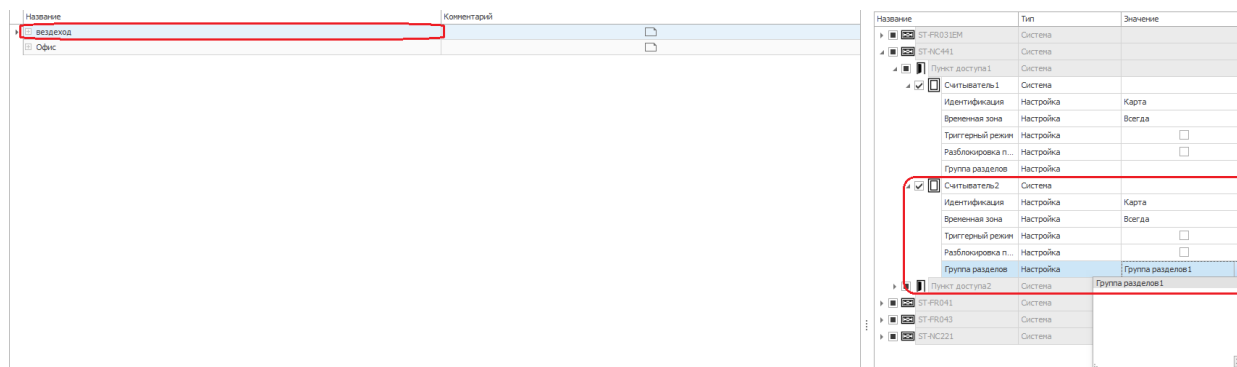 Название Комментарий
вездеход
Офис
Название Тип Значение
ST-FR031EM Система
ST-NC441 Система
Пункт доступа1 Система
Считыватель1 Система
Идентификация Настройка Карта
Временная зона Настройка Всегда
Триггерный режим Настройка
Разблокировка п... Настройка
Группа разделов Настройка
Считыватель2 Система
Идентификация Настройка Карта
Временная зона Настройка Всегда
Триггерный режим Настройка
Разблокировка п... Настройка
Группа разделов Настройка Группа разделов1
Пункт доступа2 Система Группа разделов1
ST-FR041 Система
ST-FR043 Система
ST-NC221 Система